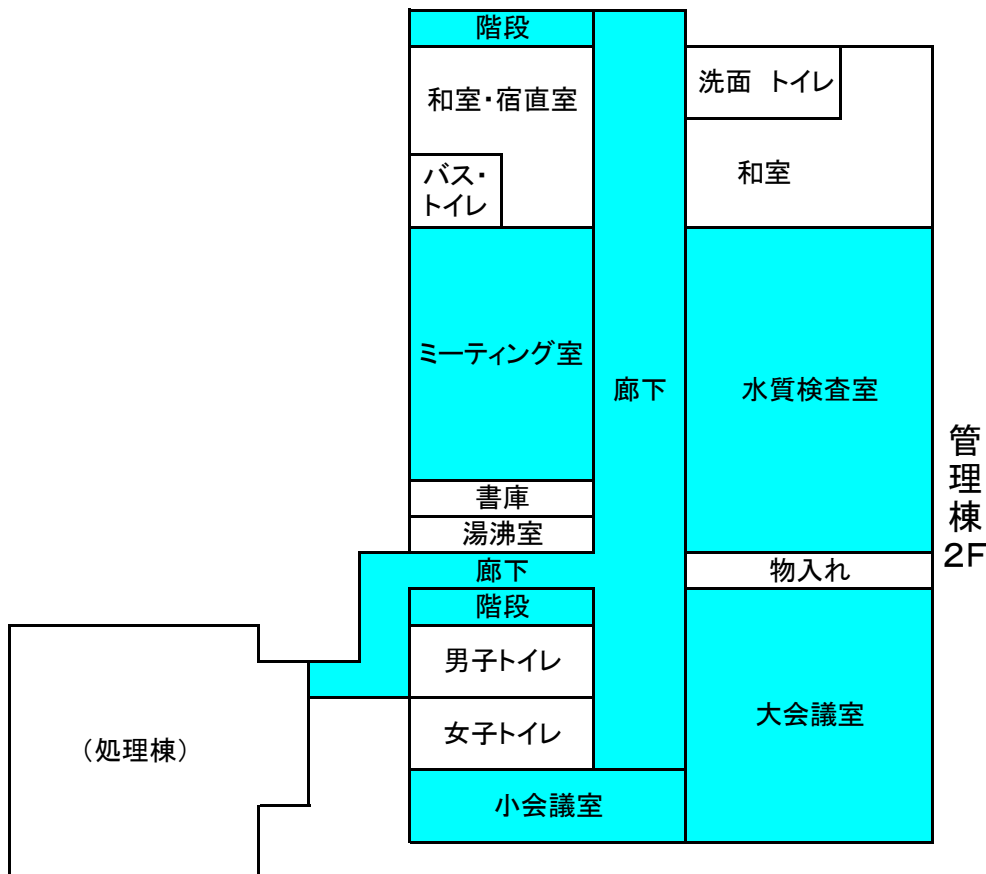 階段
和室・宿直室
洗面 トイレ
バス・
トイレ
和室
ミーティング室
廊下
水質検査室
管理棟2F
書庫
湯沸室
廊下
物入れ
階段
男子トイレ
女子トイレ
大会議室
(処理棟)
小会議室